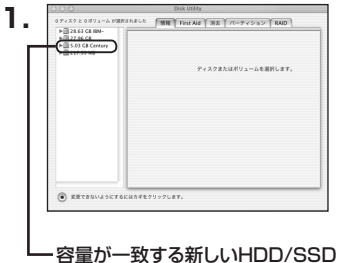 1.
Disk Utility
0 ディスク と 0 ボリューム が選択されました
情報 First Aid 消去 パーティション RAID
28.63 GB IBM-
27.96 GB
5.03 GB Century
ディスクまたはボリュームを選択します。
変更できないようにするにはカギをクリックします。
容量が一致する新しいHDD/SSD